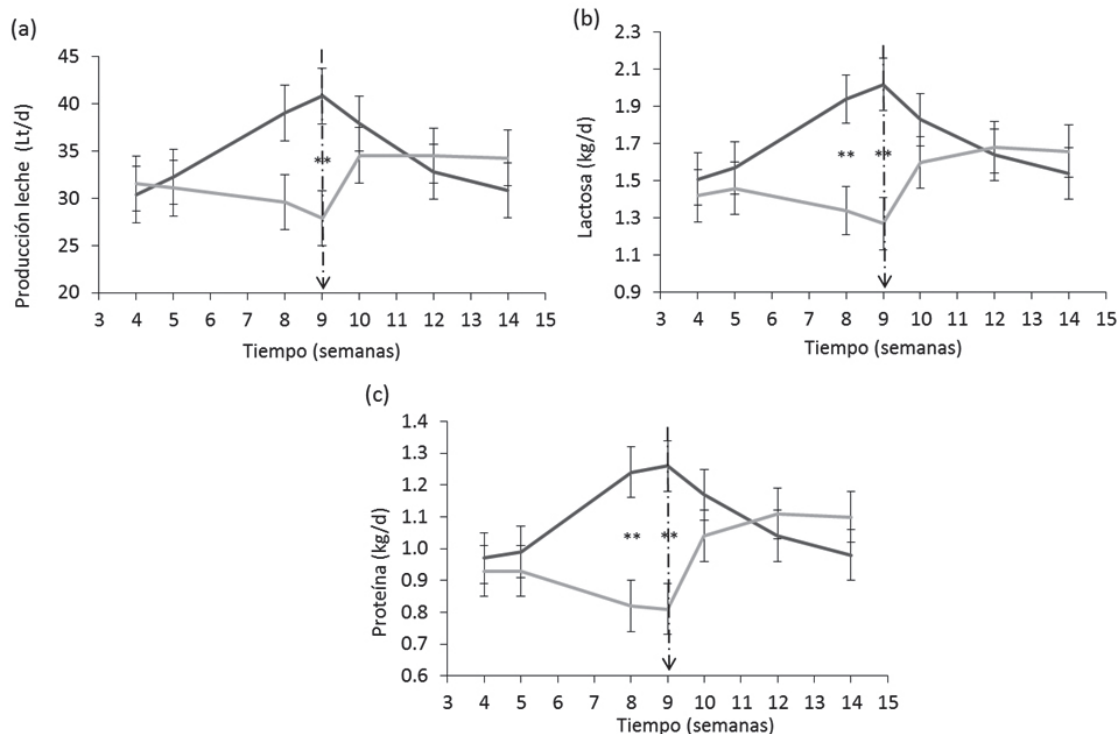 (a)
Producción leche (Lt/d)
45
40
35
30
25
20
**
3 4 5 6 7 8 9 10 11 12 13 14 15
Tiempo (semanas)
(b)
Lactosa (kg/d)
2.3
2.1
1.9
1.7
1.5
1.3
1.1
0.9
** **
3 4 5 6 7 8 9 10 11 12 13 14 15
Tiempo (semanas)
(c)
Proteína (kg/d)
1.4
1.3
1.2
1.1
1.0
0.9
0.8
0.7
0.6
** **
3 4 5 6 7 8 9 10 11 12 13 14 15
Tiempo (semanas)